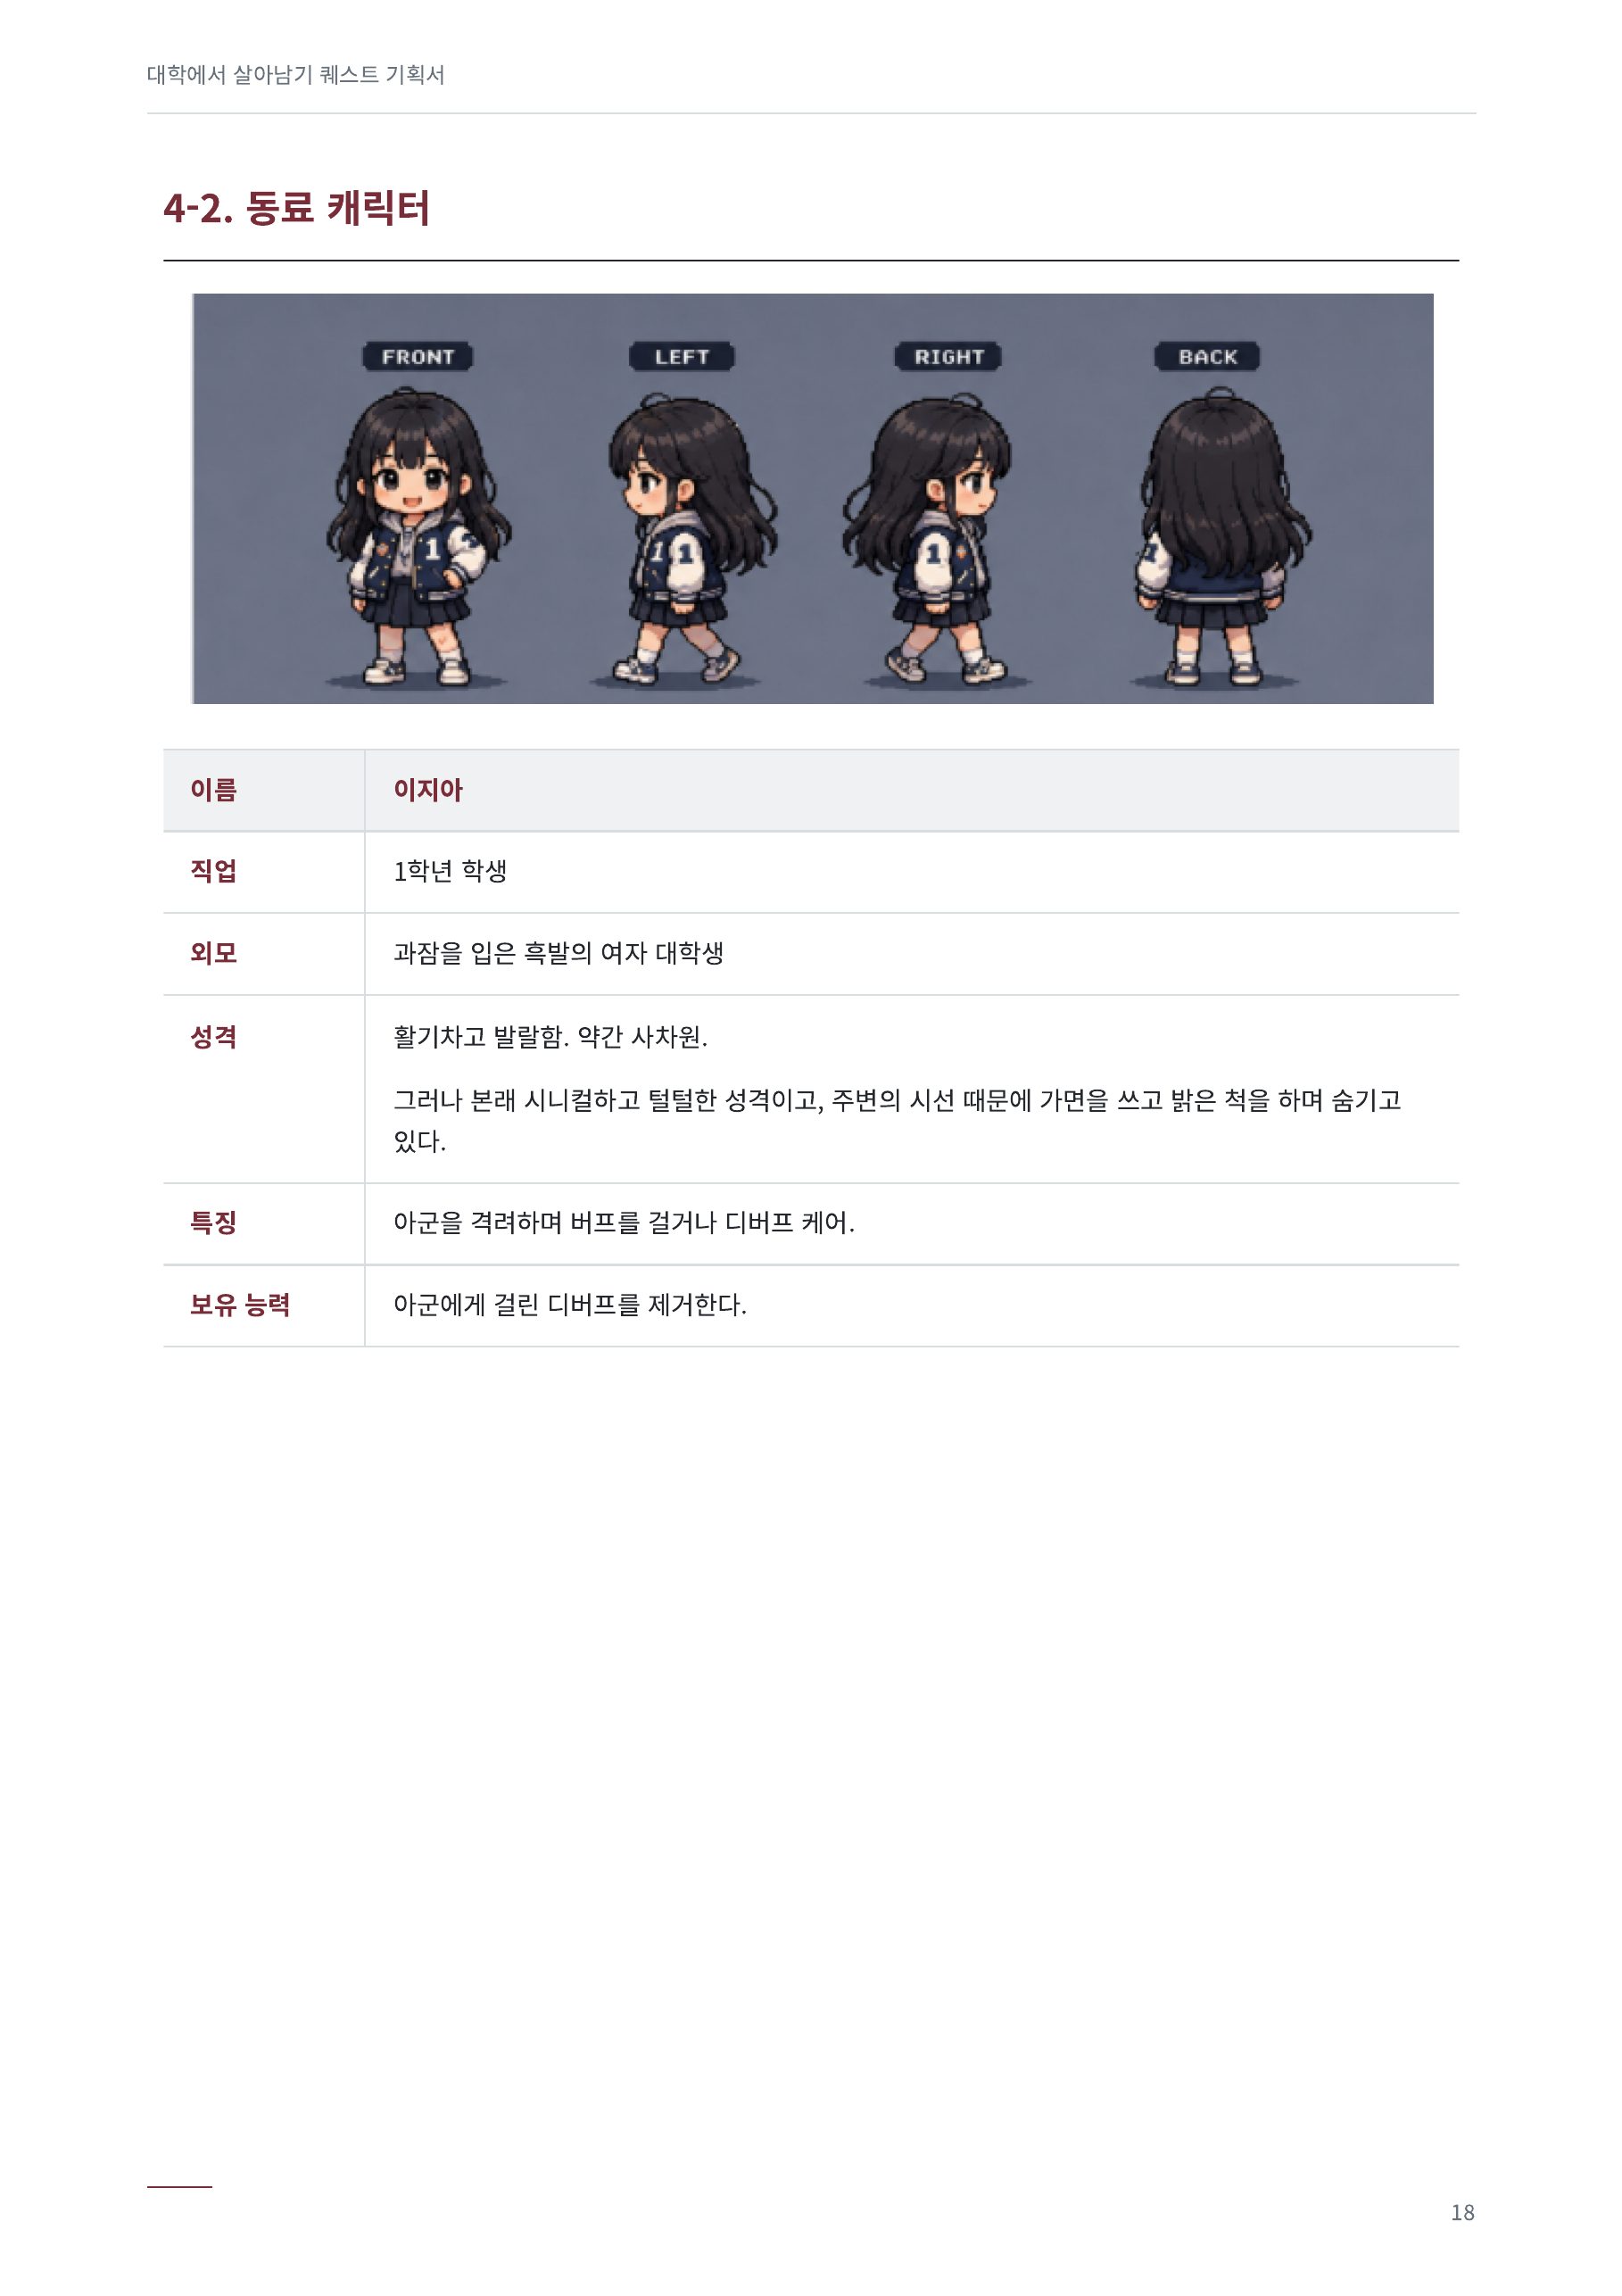 대학에서 살아남기 퀘스트 기획서
4-2. 동료 캐릭터
FRONT LEFT RIGHT BACK
1 1 1 1
이름 이지아
직업 1학년 학생
외모 과잠을 입은 흑발의 여자 대학생
성격 활기차고 발랄함. 약간 사차원.
그러나 본래 시니컬하고 털털한 성격이고, 주변의 시선 때문에 가면을 쓰고 밝은 척을 하며 숨기고
있다.
특징 아군을 격려하며 버프를 걸거나 디버프 케어.
보유 능력 아군에게 걸린 디버프를 제거한다.
18